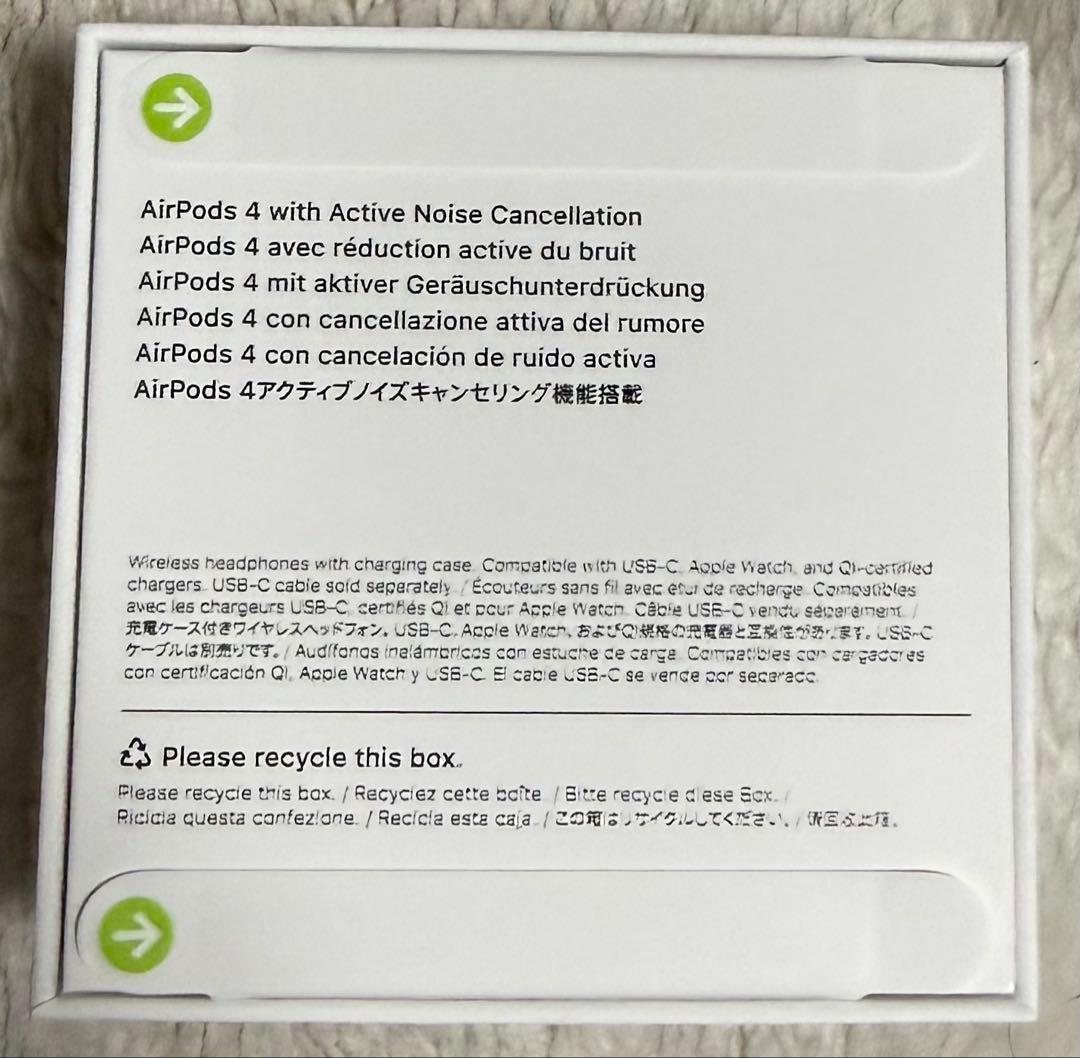 AirPods 4 with Active Noise Cancellation
AirPods 4 avec réduction active du bruit
AirPods 4 mit aktiver Geräuschunterdrückung
AirPods 4 con cancellazione attiva del rumore
AirPods 4 con cancelación de ruido activa
AirPods 4アクティブノイズキャンセリング機能搭載
Wireless headphones with charging case. Compatible with USB-C, Apple Watch, and Qi-certified
chargers. USB-C cable sold separately. / Écouteurs sans fil avec étui de recharge. Compatibles
avec les chargeurs USB-C, certifiés Qi et pour Apple Watch. Câble USB-C vendu séparément. /
充電ケース付きワイヤレスヘッドフォン。USB-C、Apple Watch、およびQi規格の充電器と互換性があります。USB-C
ケーブルは別売りです。/ Audífonos inalámbricos con estuche de carga. Compatibles con cargadores
con certificación Qi, Apple Watch y USB-C. El cable USB-C se vende por separado.
Please recycle this box.
Please recycle this box. / Recyclez cette boîte. / Bitte recycle diese Box. /
Ricicla questa confezione. / Recicla esta caja. / この箱はリサイクルしてください。/